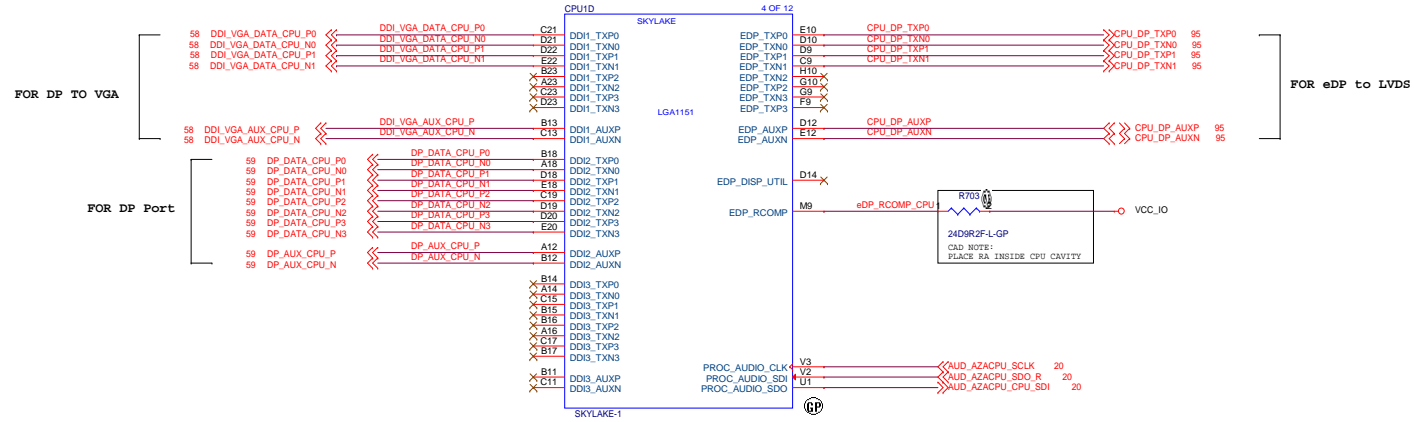 CPU1D 4 OF 12
SKYLAKE
LGA1151
FOR DP TO VGA
58 DDI_VGA_DATA_CPU_P0 DDI_VGA_DATA_CPU_P0 C21 DDI1_TXP0
58 DDI_VGA_DATA_CPU_N0 DDI_VGA_DATA_CPU_N0 D21 DDI1_TXN0
58 DDI_VGA_DATA_CPU_P1 DDI_VGA_DATA_CPU_P1 D22 DDI1_TXP1
58 DDI_VGA_DATA_CPU_N1 DDI_VGA_DATA_CPU_N1 E22 DDI1_TXN1
B23 DDI1_TXP2
A23 DDI1_TXN2
C23 DDI1_TXP3
D23 DDI1_TXN3
58 DDI_VGA_AUX_CPU_P DDI_VGA_AUX_CPU_P B13 DDI1_AUXP
58 DDI_VGA_AUX_CPU_N DDI_VGA_AUX_CPU_N C13 DDI1_AUXN
FOR DP Port
59 DP_DATA_CPU_P0 DP_DATA_CPU_P0 B18 DDI2_TXP0
59 DP_DATA_CPU_N0 DP_DATA_CPU_N0 A18 DDI2_TXN0
59 DP_DATA_CPU_P1 DP_DATA_CPU_P1 D18 DDI2_TXP1
59 DP_DATA_CPU_N1 DP_DATA_CPU_N1 E18 DDI2_TXN1
59 DP_DATA_CPU_P2 DP_DATA_CPU_P2 C19 DDI2_TXP2
59 DP_DATA_CPU_N2 DP_DATA_CPU_N2 D19 DDI2_TXN2
59 DP_DATA_CPU_P3 DP_DATA_CPU_P3 D20 DDI2_TXP3
59 DP_DATA_CPU_N3 DP_DATA_CPU_N3 E20 DDI2_TXN3
59 DP_AUX_CPU_P DP_AUX_CPU_P A12 DDI2_AUXP
59 DP_AUX_CPU_N DP_AUX_CPU_N B12 DDI2_AUXN
B14 DDI3_TXP0
A14 DDI3_TXN0
C15 DDI3_TXP1
B15 DDI3_TXN1
B16 DDI3_TXP2
A16 DDI3_TXN2
C17 DDI3_TXP3
B17 DDI3_TXN3
B11 DDI3_AUXP
C11 DDI3_AUXN
EDP_TXP0 E10 CPU_DP_TXP0 CPU_DP_TXP0 95
EDP_TXN0 D10 CPU_DP_TXN0 CPU_DP_TXN0 95
EDP_TXP1 D9 CPU_DP_TXP1 CPU_DP_TXP1 95
EDP_TXN1 C9 CPU_DP_TXN1 CPU_DP_TXN1 95
EDP_TXN2 H10
EDP_TXP2 G10
EDP_TXN3 G9
EDP_TXP3 F9
FOR eDP to LVDS
EDP_AUXP D12 CPU_DP_AUXP CPU_DP_AUXP 95
EDP_AUXN E12 CPU_DP_AUXN CPU_DP_AUXN 95
EDP_DISP_UTIL D14
EDP_RCOMP M9 eDP_RCOMP_CPU 1 R703 2 VCC_IO
24D9R2F-L-GP
CAD NOTE:
PLACE RA INSIDE CPU CAVITY
PROC_AUDIO_CLK V3 AUD_AZACPU_SCLK 20
PROC_AUDIO_SDI V2 AUD_AZACPU_SDO_R 20
PROC_AUDIO_SDO U1 AUD_AZACPU_CPU_SDI 20
SKYLAKE-1 GP